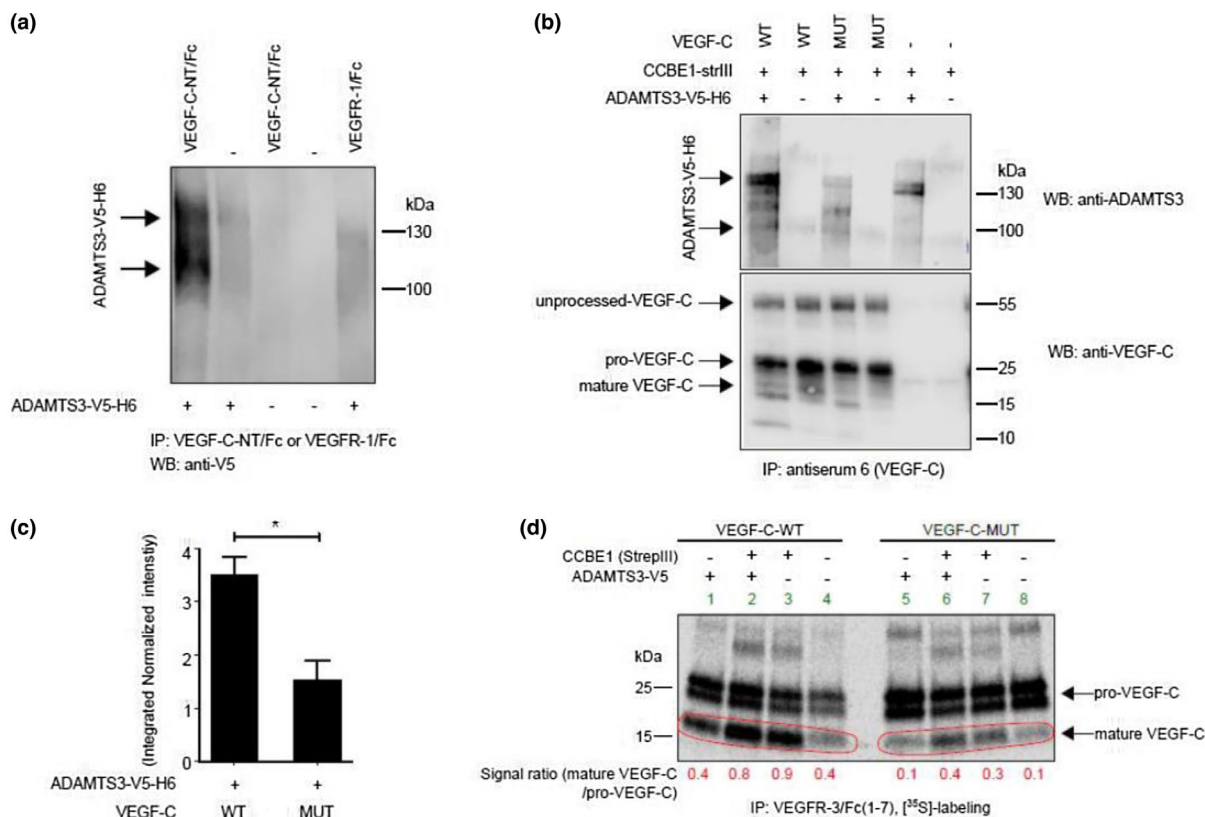 (a)
VEGF-C-NT/Fc
-
VEGF-C-NT/Fc
-
VEGFR-1/Fc
ADAMTS3-V5-H6
kDa
130
100
ADAMTS3-V5-H6 + + - - +
IP: VEGF-C-NT/Fc or VEGFR-1/Fc
WB: anti-V5
(b)
VEGF-C WT WT MUT MUT - -
CCBE1-strIII + + + + + +
ADAMTS3-V5-H6 + - + - + -
ADAMTS3-V5-H6
kDa
130
100
WB: anti-ADAMTS3
unprocessed-VEGF-C
pro-VEGF-C
mature VEGF-C
55
25
15
10
WB: anti-VEGF-C
IP: antiserum 6 (VEGF-C)
(c)
(Integrated Normalized intenstiy)
4
3
2
1
0
*
ADAMTS3-V5-H6 + +
VEGF-C WT MUT
(d)
VEGF-C-WT VEGF-C-MUT
CCBE1 (StrepIII) - + + - - + + -
ADAMTS3-V5 + + - - + + - -
1 2 3 4 5 6 7 8
kDa
25
15
pro-VEGF-C
mature VEGF-C
Signal ratio (mature VEGF-C 0.4 0.8 0.9 0.4 0.1 0.4 0.3 0.1
/pro-VEGF-C)
IP: VEGFR-3/Fc(1-7), [³⁵S]-labeling